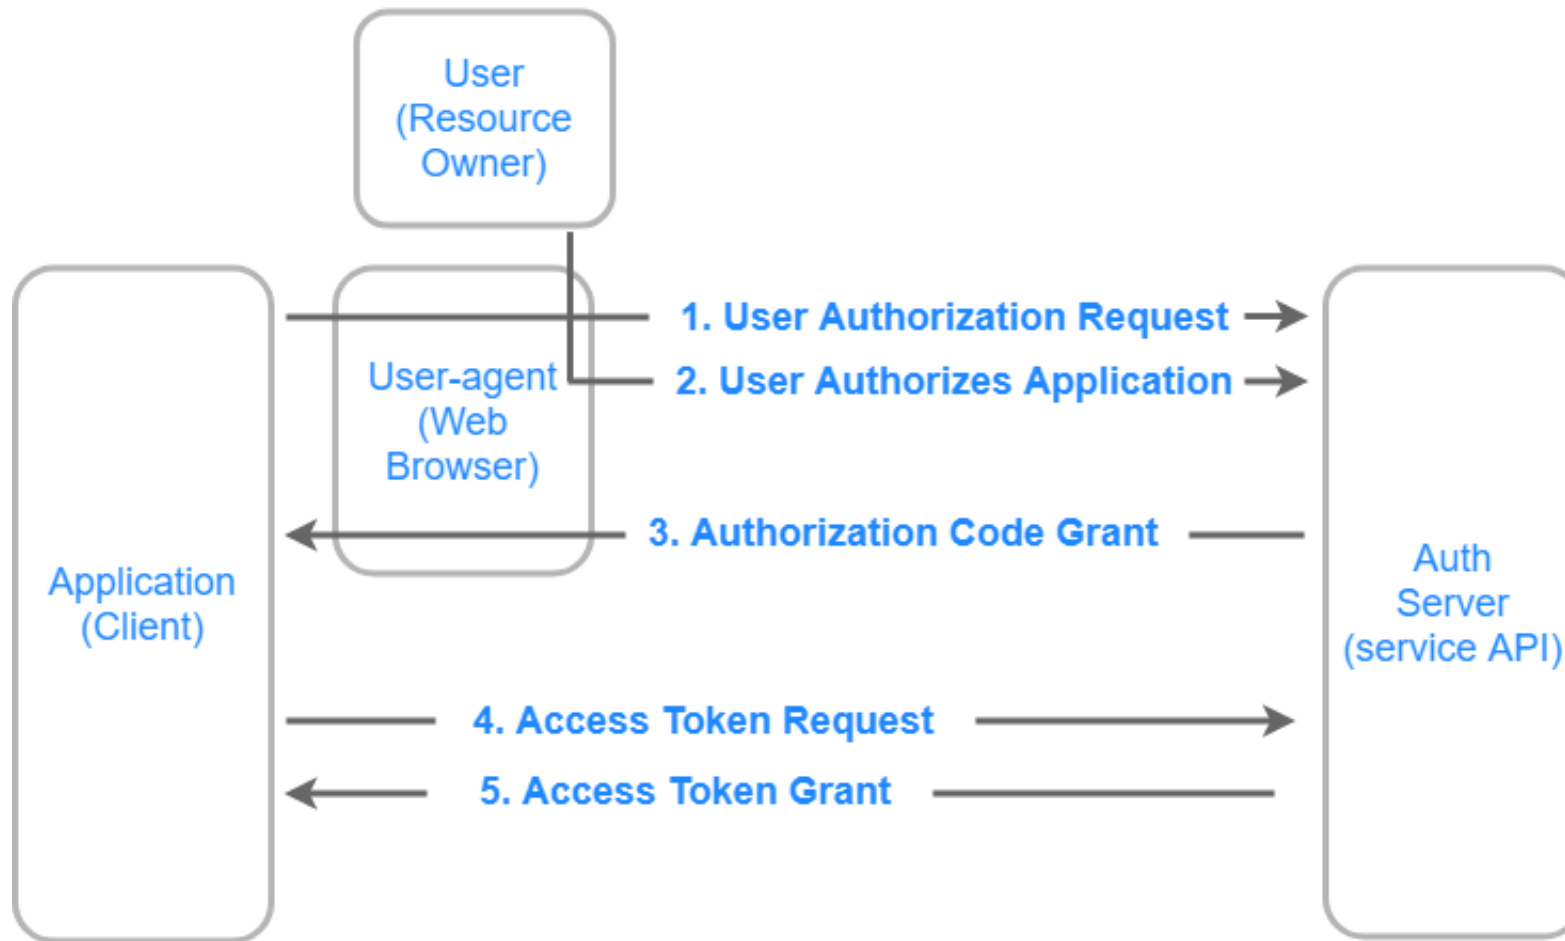 User
(Resource
Owner)
1. User Authorization Request
User-agent
(Web
Browser)
2. User Authorizes Application
3. Authorization Code Grant
Application
(Client)
Auth
Server
(service API)
4. Access Token Request
5. Access Token Grant